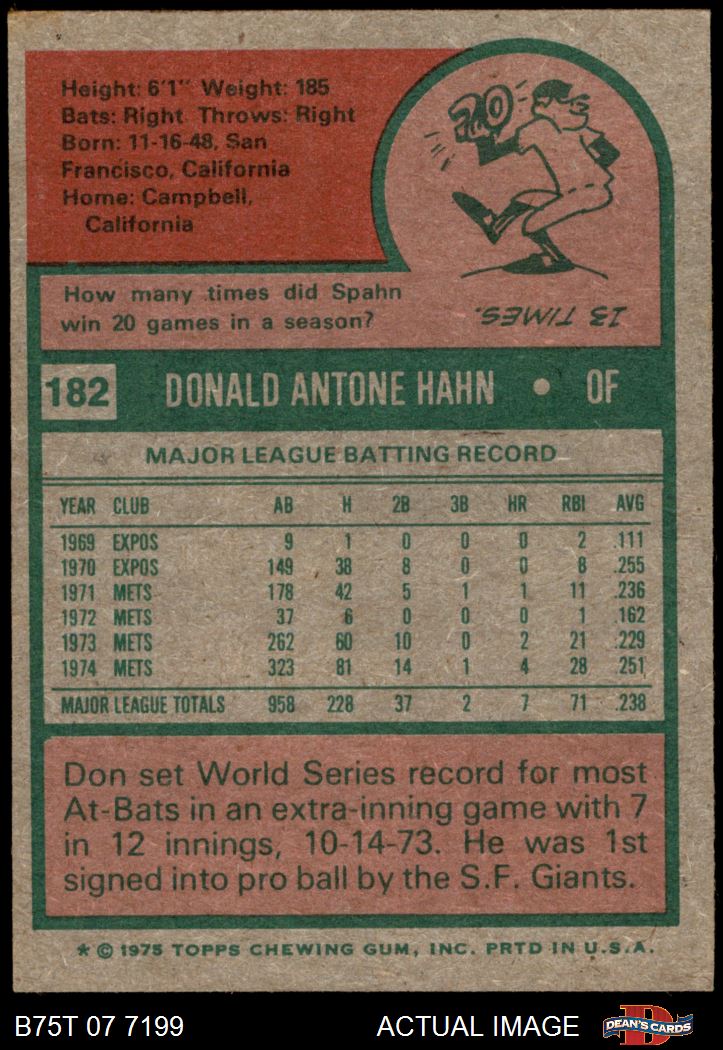 Height: 6'1" Weight: 185
Bats: Right Throws: Right
Born: 11-16-48, San
Francisco, California
Home: Campbell,
California
20
How many times did Spahn
win 20 games in a season?
13 TIMES.
182 DONALD ANTONE HAHN • OF
MAJOR LEAGUE BATTING RECORD
YEAR CLUB AB H 2B 3B HR RBI AVG
1969 EXPOS 9 1 0 0 0 2 .111
1970 EXPOS 149 38 8 0 0 8 .255
1971 METS 178 42 5 1 1 11 .236
1972 METS 37 6 0 0 0 1 .162
1973 METS 262 60 10 0 2 21 .229
1974 METS 323 81 14 1 4 28 .251
MAJOR LEAGUE TOTALS 958 228 37 2 7 71 .238
Don set World Series record for most
At-Bats in an extra-inning game with 7
in 12 innings, 10-14-73. He was 1st
signed into pro ball by the S.F. Giants.
* © 1975 TOPPS CHEWING GUM, INC. PRTD IN U.S.A.
B75T 07 7199 ACTUAL IMAGE D DEAN'S CARDS